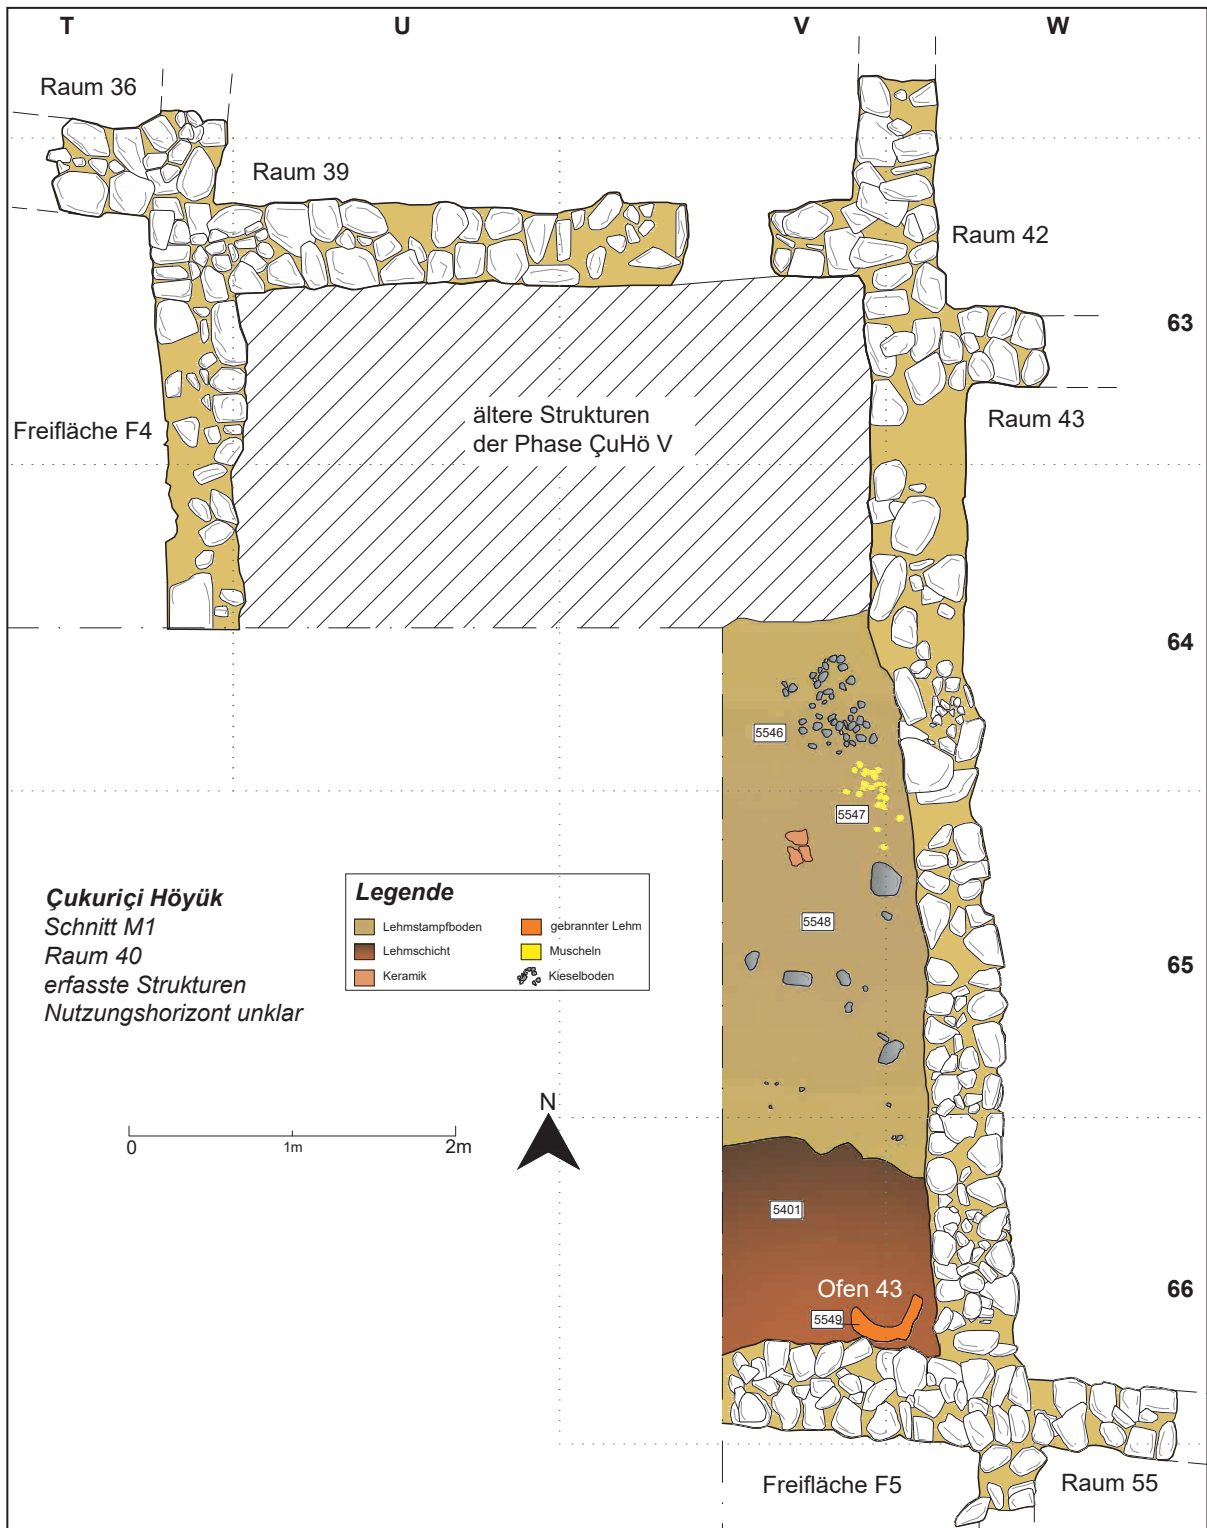 T U V W
Raum 36
Raum 39
Raum 42
63
Raum 43
Freifläche F4
ältere Strukturen
der Phase ÇuHö V
64
5546
5547
Çukuriçi Höyük
Schnitt M1
Raum 40
erfasste Strukturen
Nutzungshorizont unklar
Legende
Lehmstampfboden
Lehmschicht
Keramik
gebrannter Lehm
Muscheln
Kieselboden
5548
65
N
0 1m 2m
5401
Ofen 43
66
5549
Freifläche F5
Raum 55